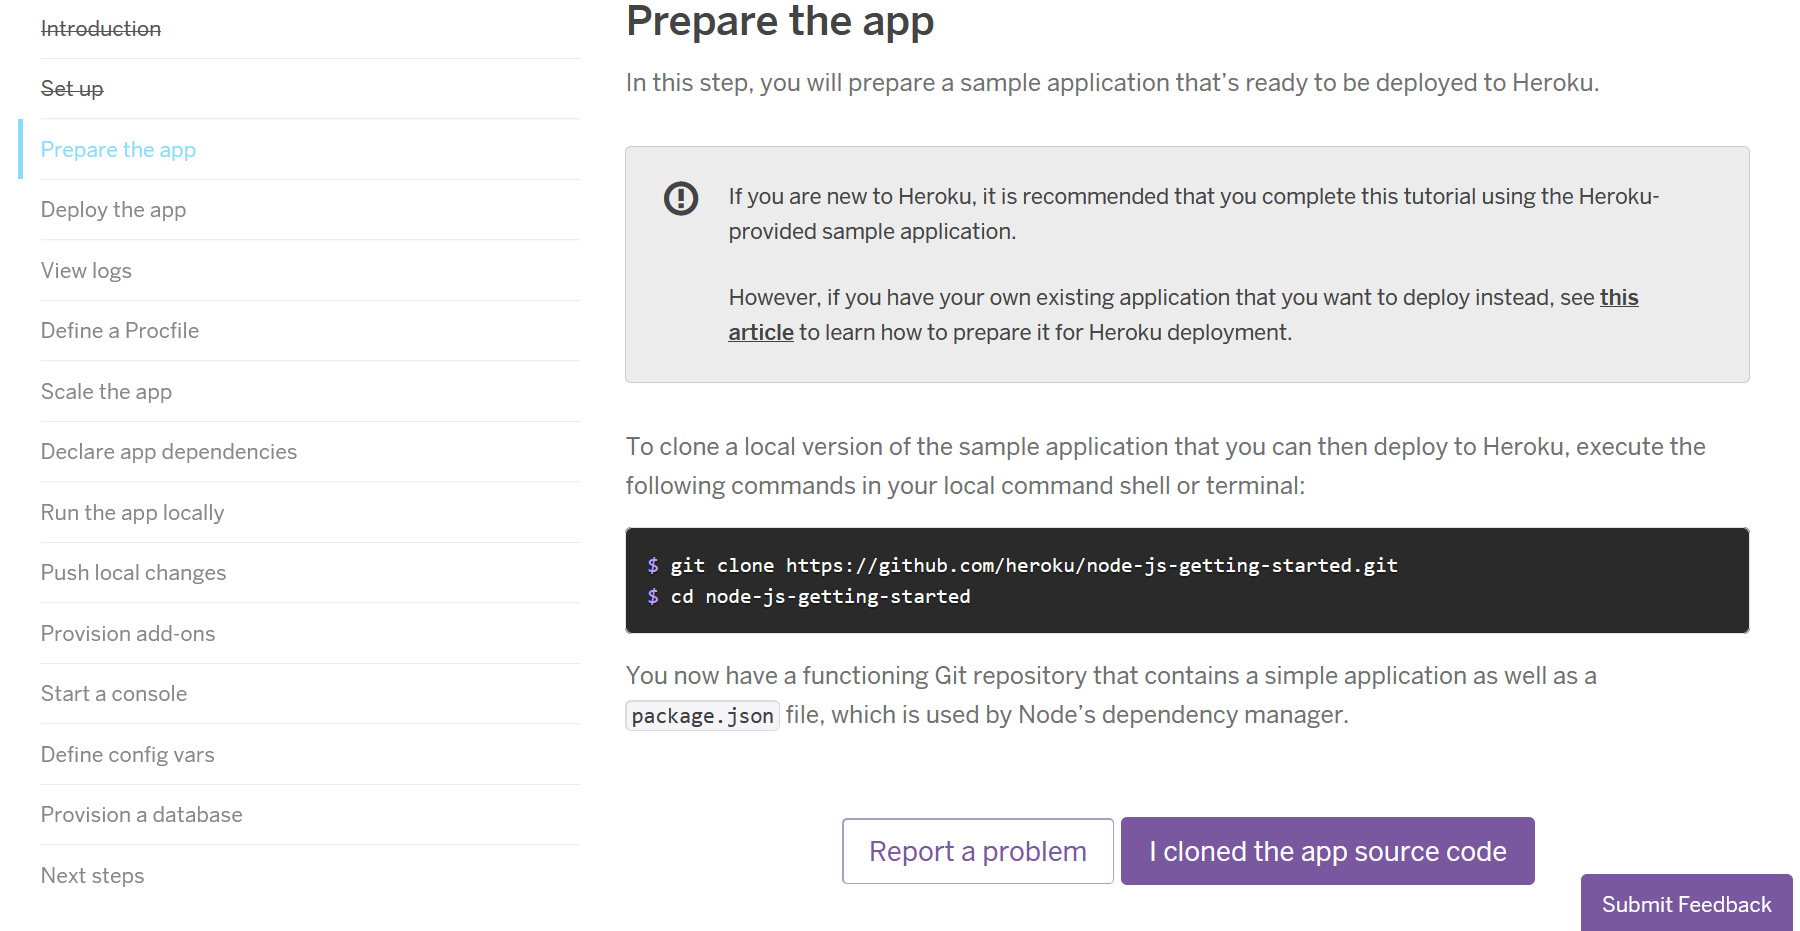 Introduction
Set up
Prepare the app
Deploy the app
View logs
Define a Procfile
Scale the app
Declare app dependencies
Run the app locally
Push local changes
Provision add-ons
Start a console
Define config vars
Provision a database
Next steps
Prepare the app
In this step, you will prepare a sample application that’s ready to be deployed to Heroku.
If you are new to Heroku, it is recommended that you complete this tutorial using the Heroku-
provided sample application.
However, if you have your own existing application that you want to deploy instead, see this
article to learn how to prepare it for Heroku deployment.
To clone a local version of the sample application that you can then deploy to Heroku, execute the
following commands in your local command shell or terminal:
$ git clone https://github.com/heroku/node-js-getting-started.git
$ cd node-js-getting-started
You now have a functioning Git repository that contains a simple application as well as a
package.json file, which is used by Node’s dependency manager.
Report a problem
I cloned the app source code
Submit Feedback